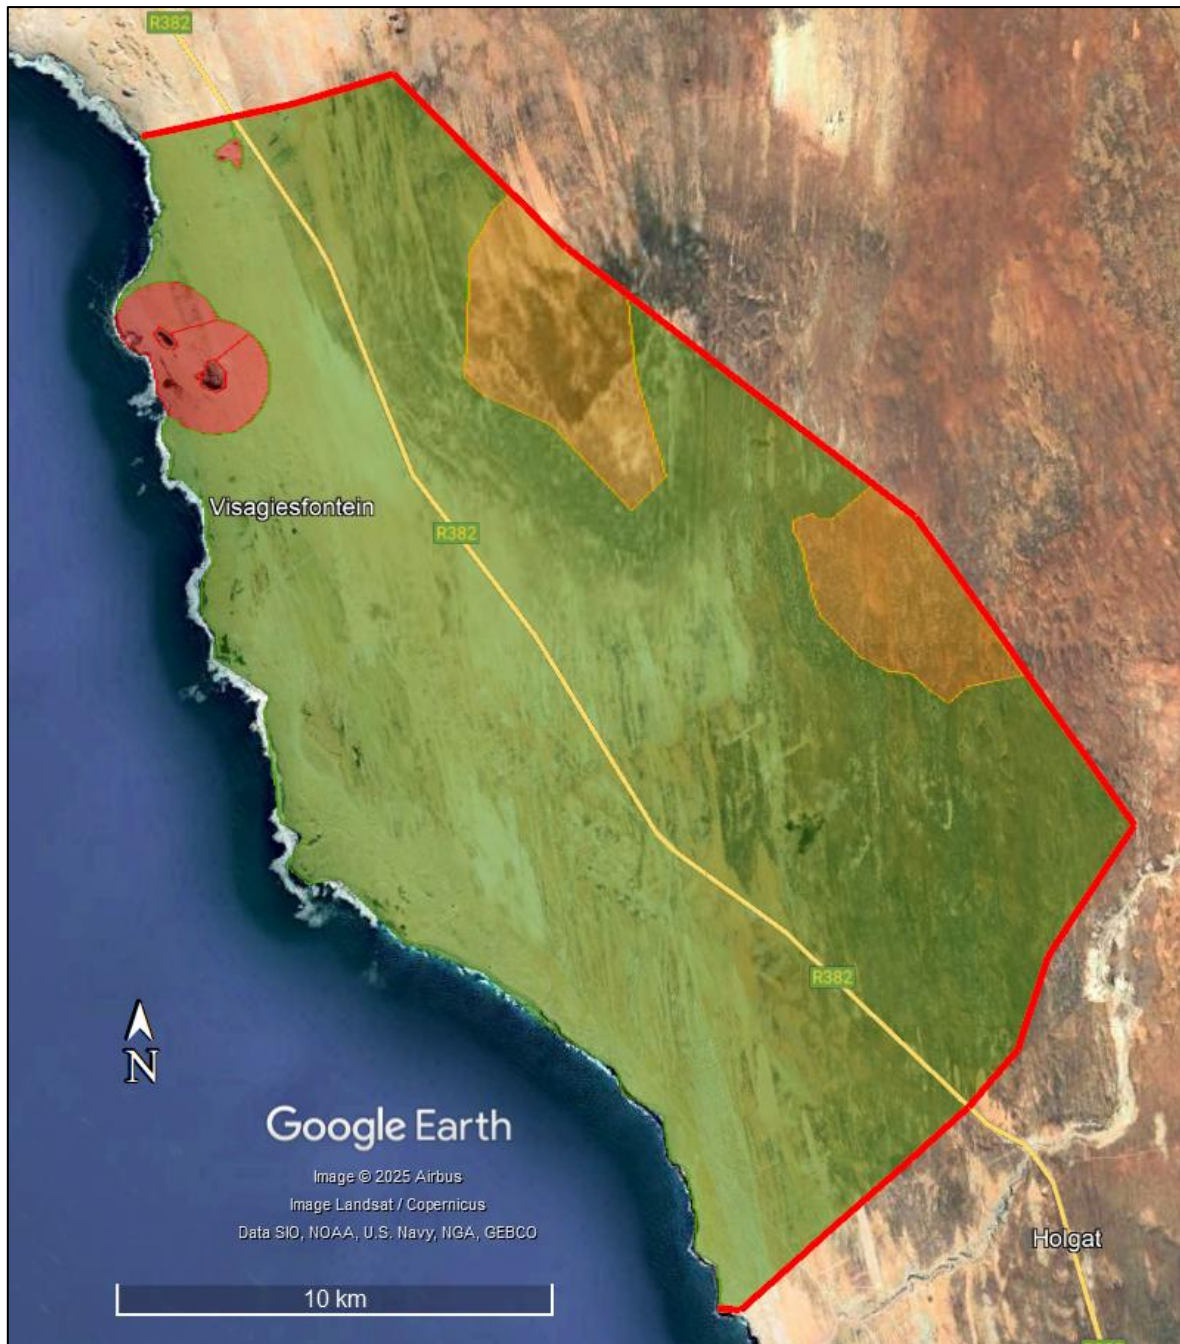 R382
Visagiesfontein
R382
R382
N
Google Earth
Image © 2025 Airbus
Image Landsat / Copernicus
Data SIO, NOAA, U.S. Navy, NGA, GEBCO
Holgat
10 km